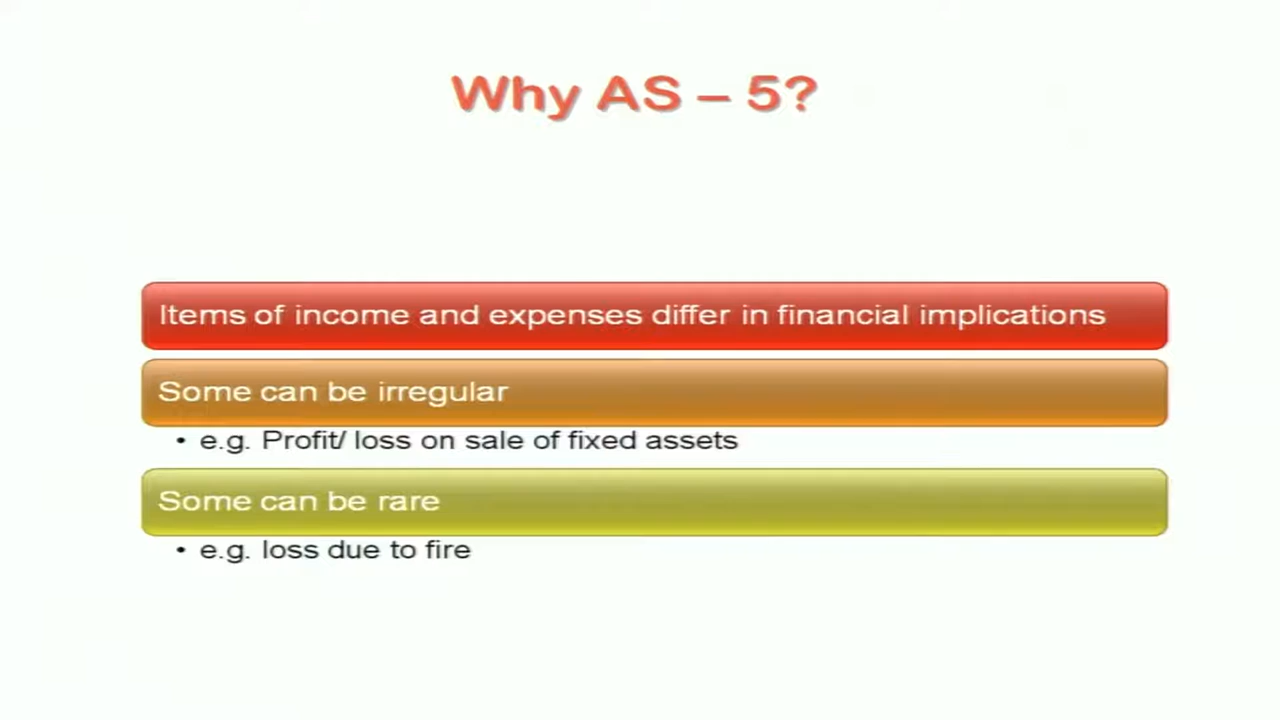 Why AS – 5?
Items of income and expenses differ in financial implications
Some can be irregular
• e.g. Profit/ loss on sale of fixed assets
Some can be rare
• e.g. loss due to fire